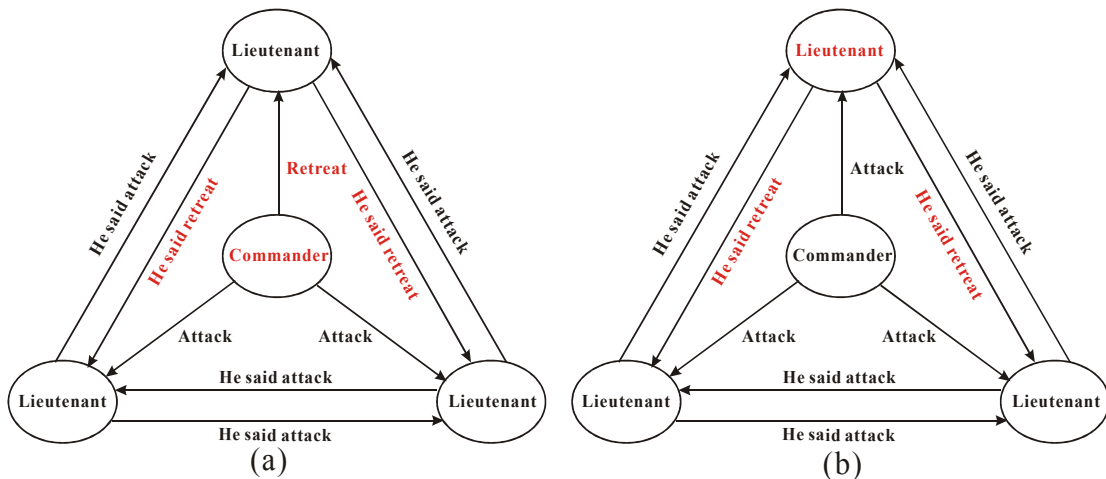 Lieutenant
He said attack
He said retreat
Retreat
He said retreat
He said attack
Commander
Attack
Attack
Lieutenant
He said attack
Lieutenant
He said attack
(a)
Lieutenant
He said attack
He said retreat
Attack
He said retreat
He said attack
Commander
Attack
Attack
Lieutenant
He said attack
Lieutenant
He said attack
(b)